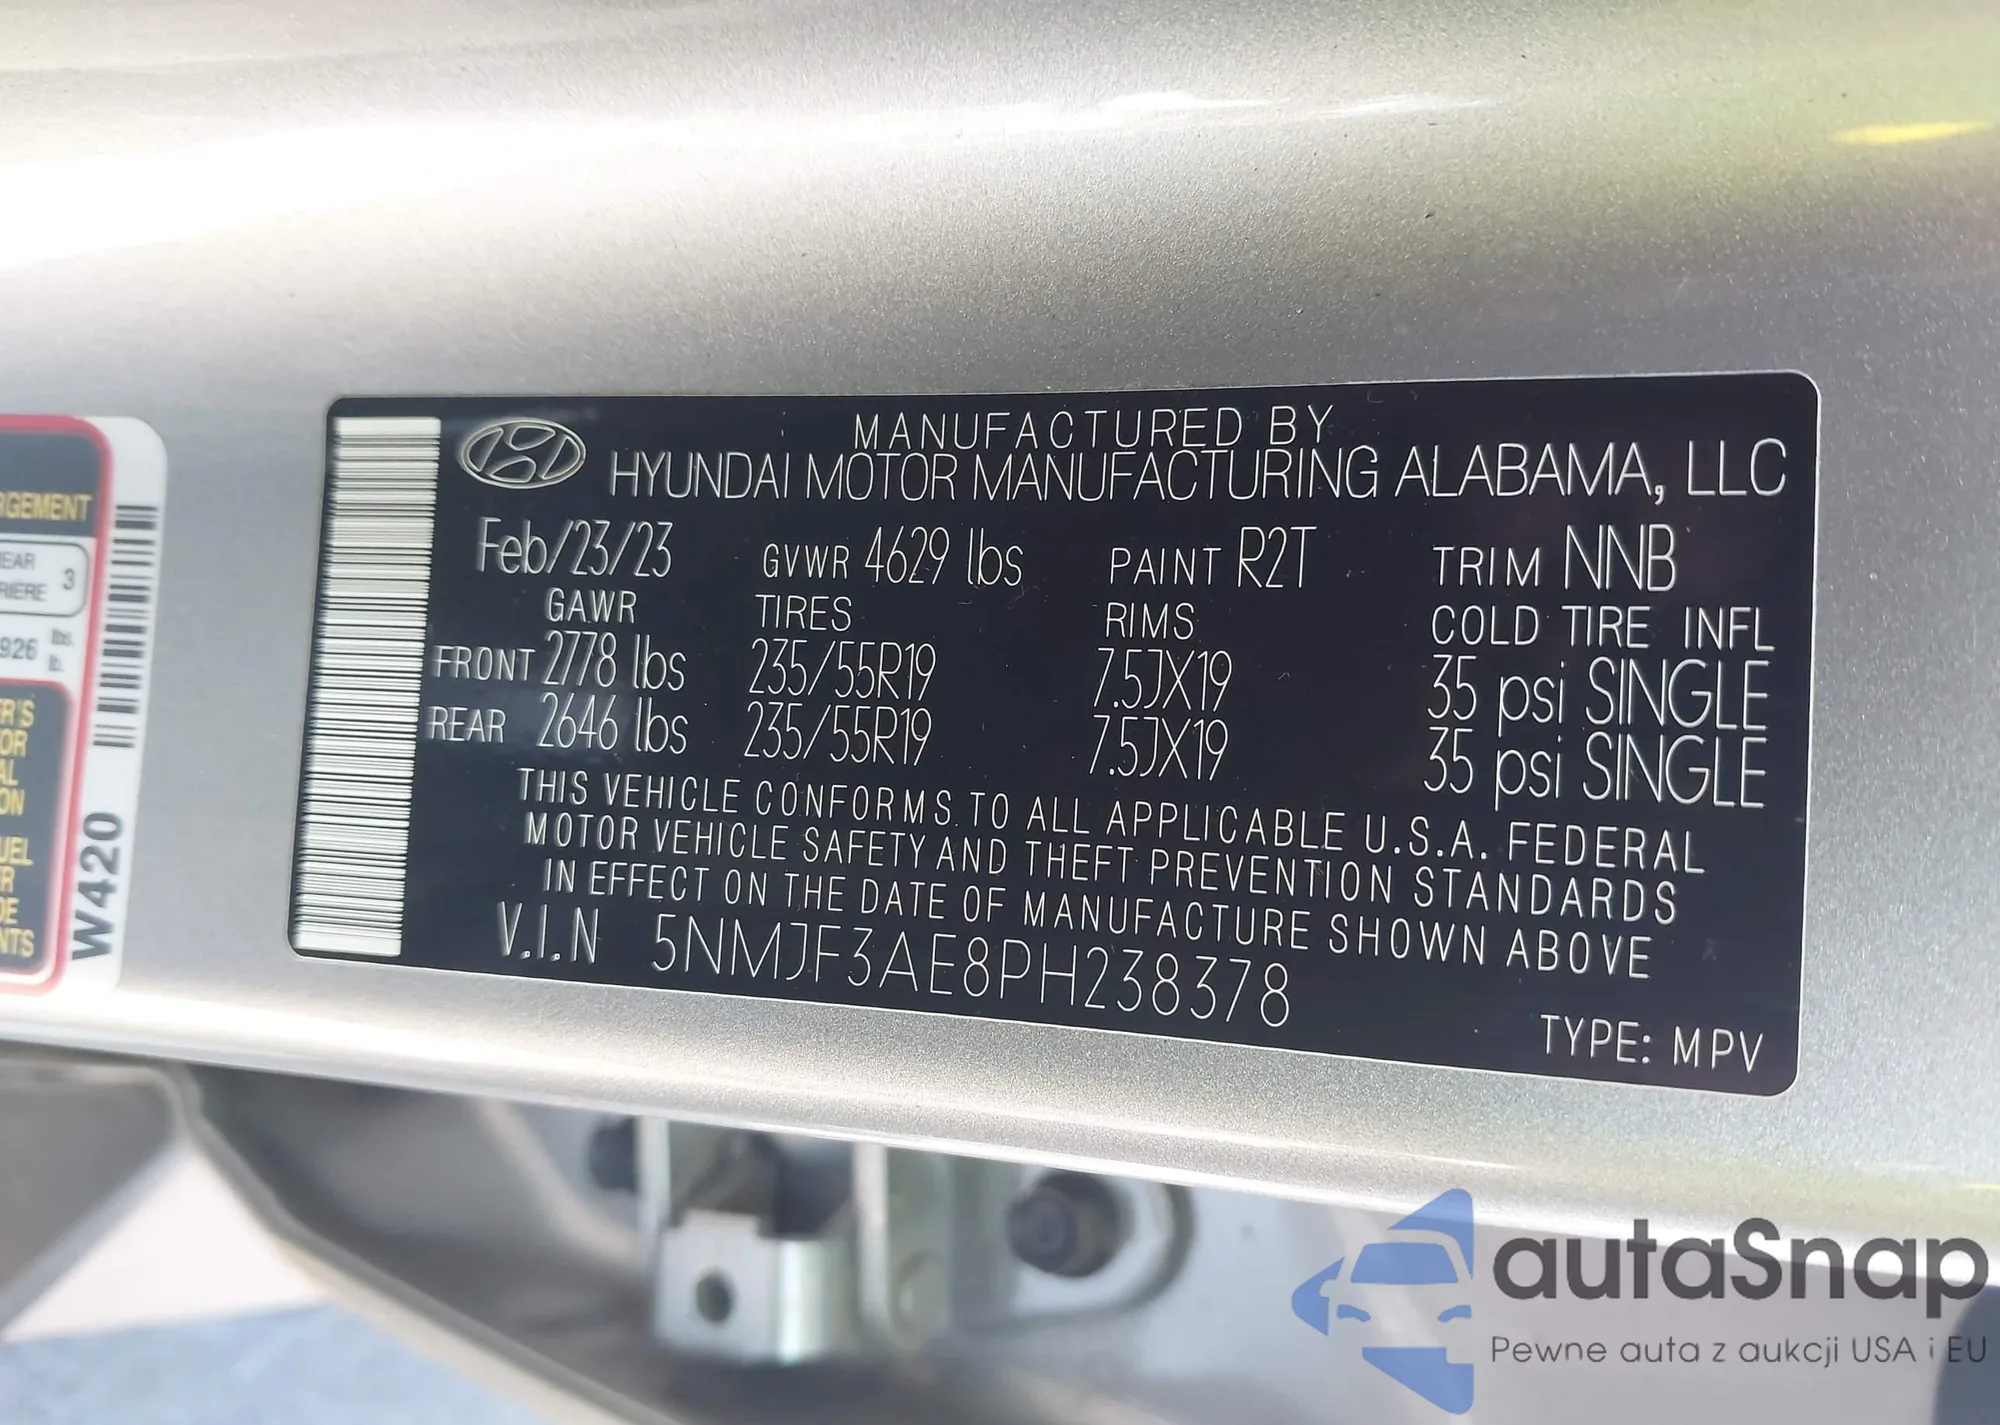 MANUFACTURED BY
HYUNDAI MOTOR MANUFACTURING ALABAMA, LLC
Feb/23/23 GVWR 4629 lbs PAINT R2T TRIM NNB
GAWR TIRES RIMS COLD TIRE INFL
FRONT 2778 lbs 235/55R19 7.5JX19 35 psi SINGLE
REAR 2646 lbs 235/55R19 7.5JX19 35 psi SINGLE
THIS VEHICLE CONFORMS TO ALL APPLICABLE U.S.A. FEDERAL
MOTOR VEHICLE SAFETY AND THEFT PREVENTION STANDARDS
IN EFFECT ON THE DATE OF MANUFACTURE SHOWN ABOVE
V.I.N 5NMJF3AE8PH238378
TYPE: MPV
3
926 lbs.
lb.
W420
autaSnap
Pewne auta z aukcji USA i EU